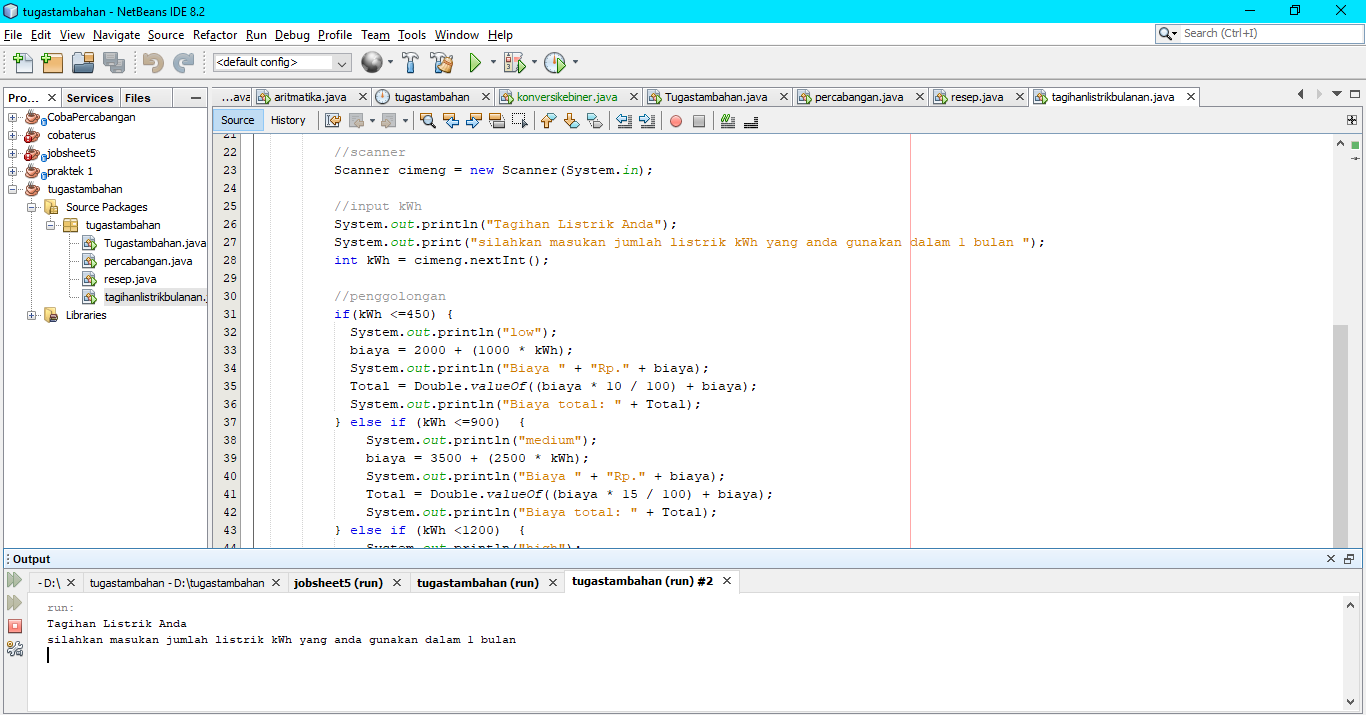 tugastambahan - NetBeans IDE 8.2
File Edit View Navigate Source Refactor Run Debug Profile Team Tools Window Help
Search (Ctrl+I)
<default config>
Pro... Services Files
...ava aritmatika.java tugastambahan konversikebiner.java Tugastambahan.java percabangan.java resep.java tagihanlistrikbulanan.java
Source History
CobaPercabangan
cobaterus
jobsheet5
praktek 1
tugastambahan
Source Packages
tugastambahan
Tugastambahan.java
percabangan.java
resep.java
tagihanlistrikbulanan.
Libraries
21
22 //scanner
23 Scanner cimeng = new Scanner(System.in);
24
25 //input kWh
26 System.out.println("Tagihan Listrik Anda");
27 System.out.print("silahkan masukan jumlah listrik kWh yang anda gunakan dalam 1 bulan ");
28 int kWh = cimeng.nextInt();
29
30 //penggolongan
31 if(kWh <=450) {
32 System.out.println("low");
33 biaya = 2000 + (1000 * kWh);
34 System.out.println("Biaya " + "Rp." + biaya);
35 Total = Double.valueOf((biaya * 10 / 100) + biaya);
36 System.out.println("Biaya total: " + Total);
37 } else if (kWh <=900) {
38 System.out.println("medium");
39 biaya = 3500 + (2500 * kWh);
40 System.out.println("Biaya " + "Rp." + biaya);
41 Total = Double.valueOf((biaya * 15 / 100) + biaya);
42 System.out.println("Biaya total: " + Total);
43 } else if (kWh <1200) {
44 System.out.println("high");
Output
- D:\ tugastambahan - D:\tugastambahan jobsheet5 (run) tugastambahan (run) tugastambahan (run) #2
run:
Tagihan Listrik Anda
silahkan masukan jumlah listrik kWh yang anda gunakan dalam 1 bulan